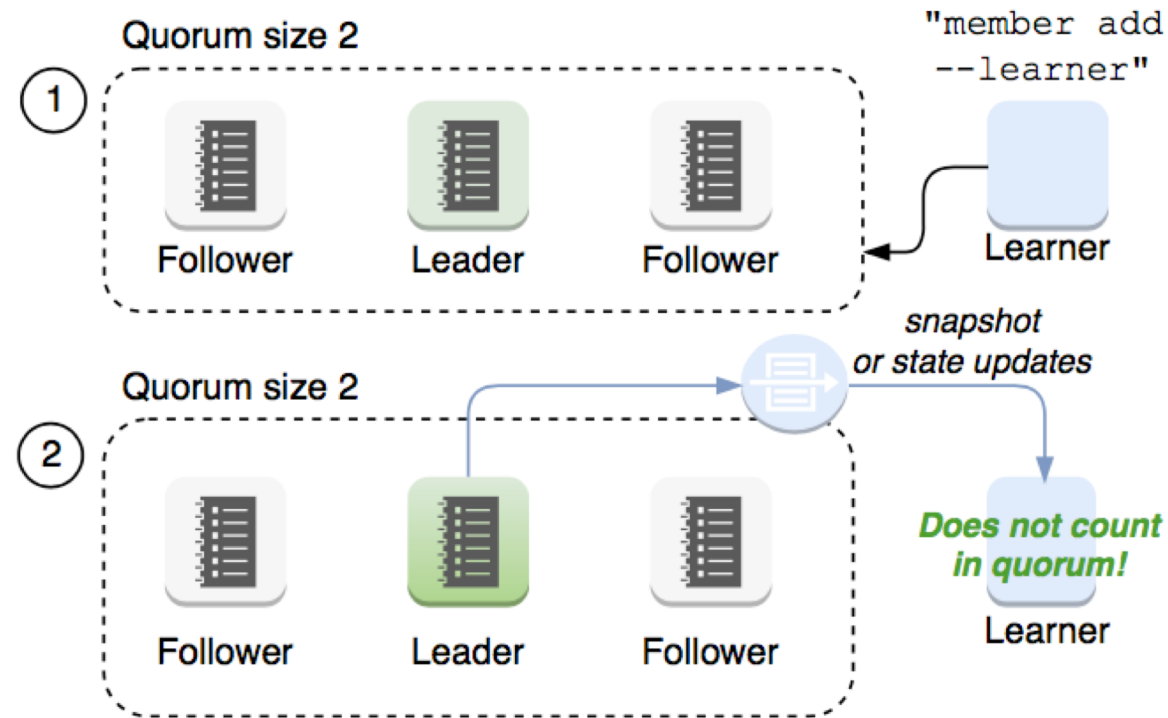 Quorum size 2
"member add
--learner"
1
Follower
Leader
Follower
Learner
snapshot
or state updates
Quorum size 2
2
Does not count
in quorum!
Follower
Leader
Follower
Learner